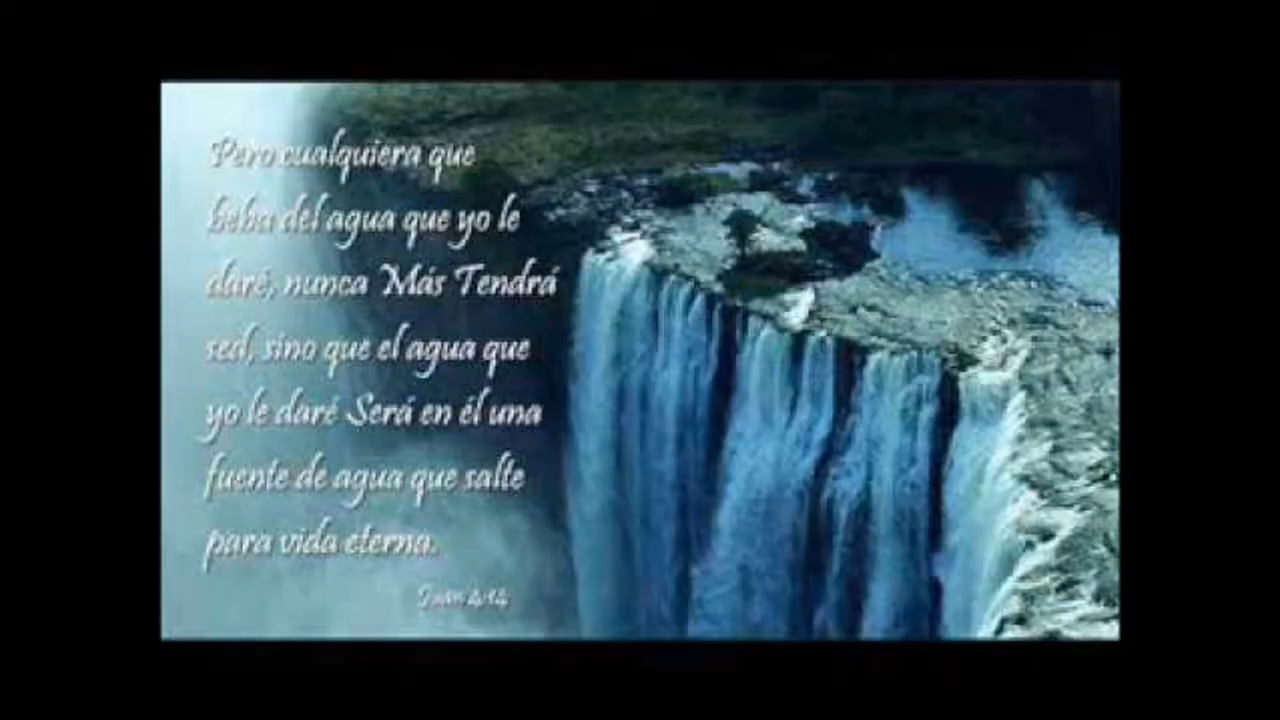 Pero cualquiera que
beba del agua que yo le
daré, nunca Más Tendrá
sed, sino que el agua que
yo le daré Será en él una
fuente de agua que salte
para vida eterna.
Juan 4:14